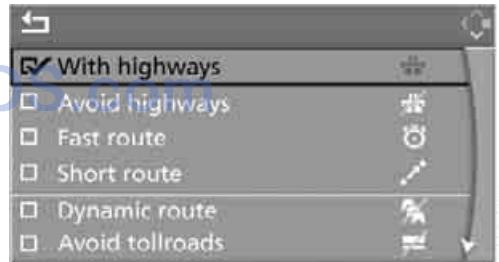 With highways
Avoid highways
Fast route
Short route
Dynamic route
Avoid tollroads